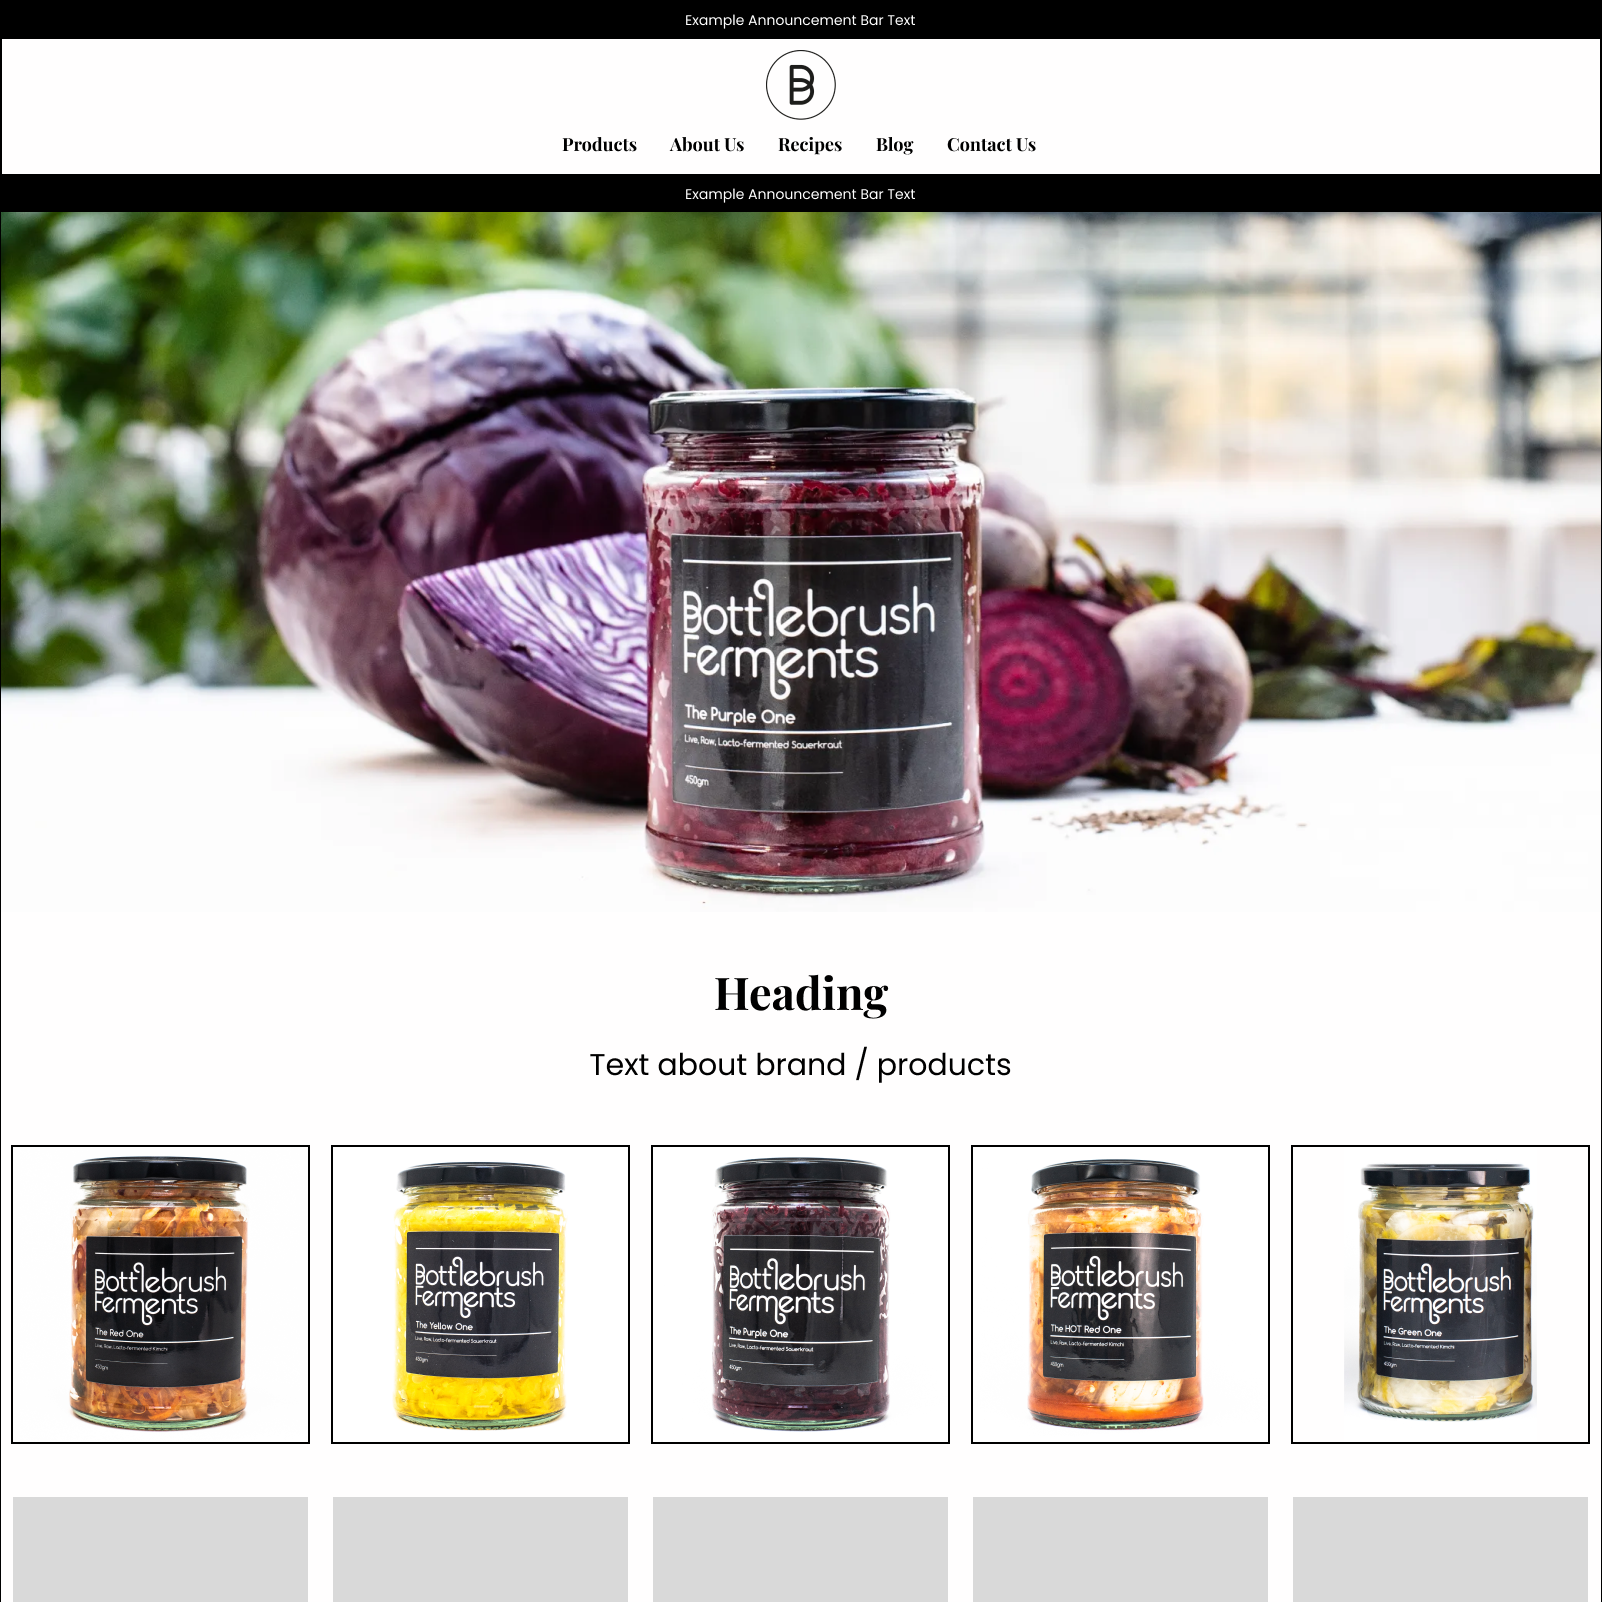 Example Announcement Bar Text
B
Products About Us Recipes Blog Contact Us
Example Announcement Bar Text
Bottlebrush
Ferments
The Purple One
Live, Raw, Lacto-fermented Sauerkraut
450gm
Heading
Text about brand / products
Bottlebrush
Ferments
The Red One
Live, Raw, Lacto-fermented Kimchi
450gm
Bottlebrush
Ferments
The Yellow One
Live, Raw, Lacto-fermented Sauerkraut
450gm
Bottlebrush
Ferments
The Purple One
Live, Raw, Lacto-fermented Sauerkraut
450gm
Bottlebrush
Ferments
The HOT Red One
Live, Raw, Lacto-fermented Kimchi
450gm
Bottlebrush
Ferments
The Green One
Live, Raw, Lacto-fermented Kimchi
450gm